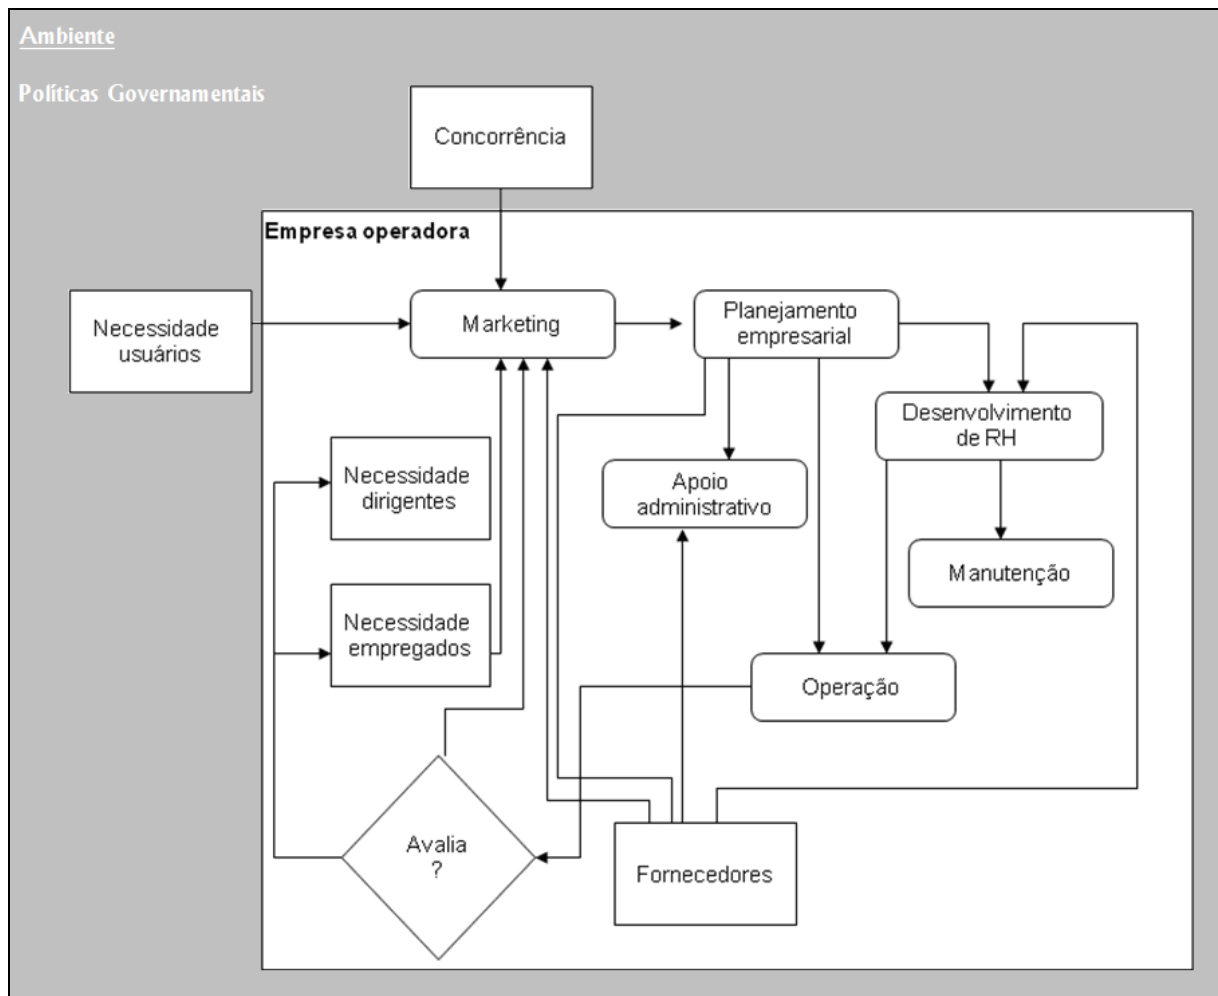 Ambiente
Políticas Governamentais
Concorrência
Empresa operadora
Necessidade
usuários
Marketing
Planejamento
empresarial
Desenvolvimento
de RH
Necessidade
dirigentes
Apoio
administrativo
Manutenção
Necessidade
empregados
Operação
Avalia
?
Fornecedores